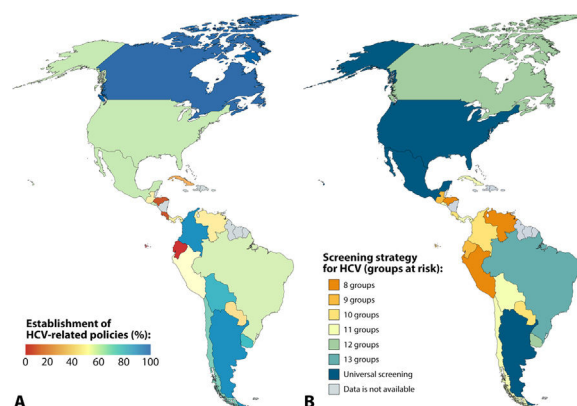 Establishment of
HCV-related policies (%):
0 20 40 60 80 100
A
Screening strategy
for HCV (groups at risk):
8 groups
9 groups
10 groups
11 groups
12 groups
13 groups
Universal screening
Data is not available
B